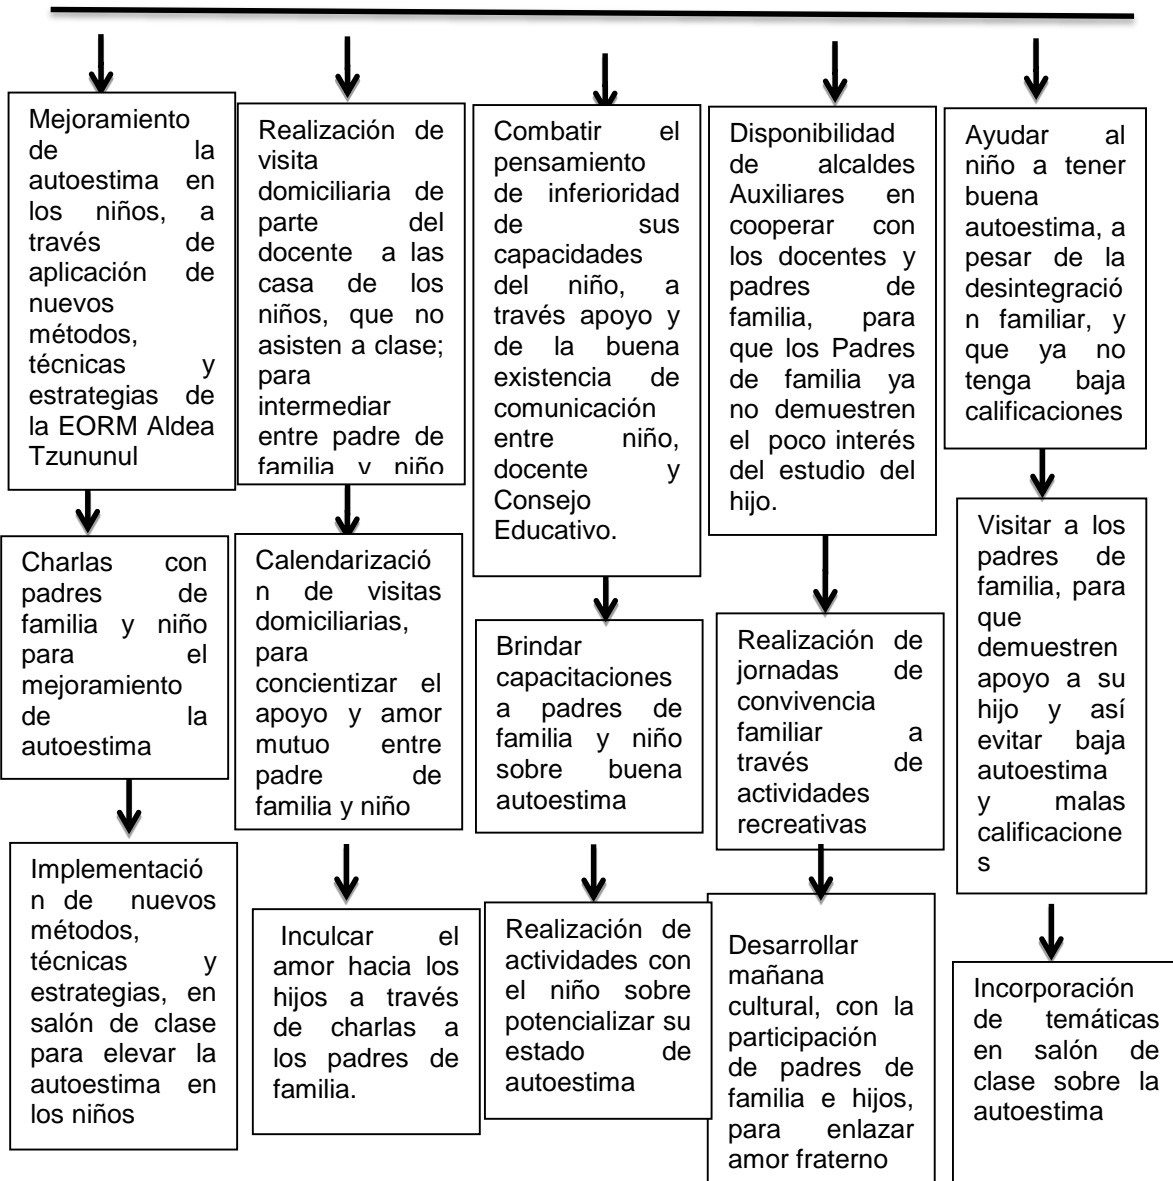 Mejoramiento
de la
autoestima en
los niños, a
través de
aplicación de
nuevos
métodos,
técnicas y
estrategias de
la EORM Aldea
Tzununul
Charlas con
padres de
familia y niño
para el
mejoramiento
de la
autoestima
Implementació
n de nuevos
métodos,
técnicas y
estrategias, en
salón de clase
para elevar la
autoestima en
los niños
Realización de
visita
domiciliaria de
parte del
docente a las
casa de los
niños, que no
asisten a clase;
para
intermediar
entre padre de
familia y niño
Calendarizació
n de visitas
domiciliarias,
para
concientizar el
apoyo y amor
mutuo entre
padre de
familia y niño
Inculcar el
amor hacia los
hijos a través
de charlas a
los padres de
familia.
Combatir el
pensamiento
de inferioridad
de sus
capacidades
del niño, a
través apoyo y
de la buena
existencia de
comunicación
entre niño,
docente y
Consejo
Educativo.
Brindar
capacitaciones
a padres de
familia y niño
sobre buena
autoestima
Realización de
actividades con
el niño sobre
potencializar su
estado de
autoestima
Disponibilidad
de alcaldes
Auxiliares en
cooperar con
los docentes y
padres de
familia, para
que los Padres
de familia ya
no demuestren
el poco interés
del estudio del
hijo.
Realización de
jornadas de
convivencia
familiar a
través de
actividades
recreativas
Desarrollar
mañana
cultural, con la
participación
de padres de
familia e hijos,
para enlazar
amor fraterno
Ayudar al
niño a tener
buena
autoestima, a
pesar de la
desintegració
n familiar, y
que ya no
tenga baja
calificaciones
Visitar a los
padres de
familia, para
que
demuestren
apoyo a su
hijo y así
evitar baja
autoestima
y malas
calificacione
s
Incorporación
de temáticas
en salón de
clase sobre la
autoestima